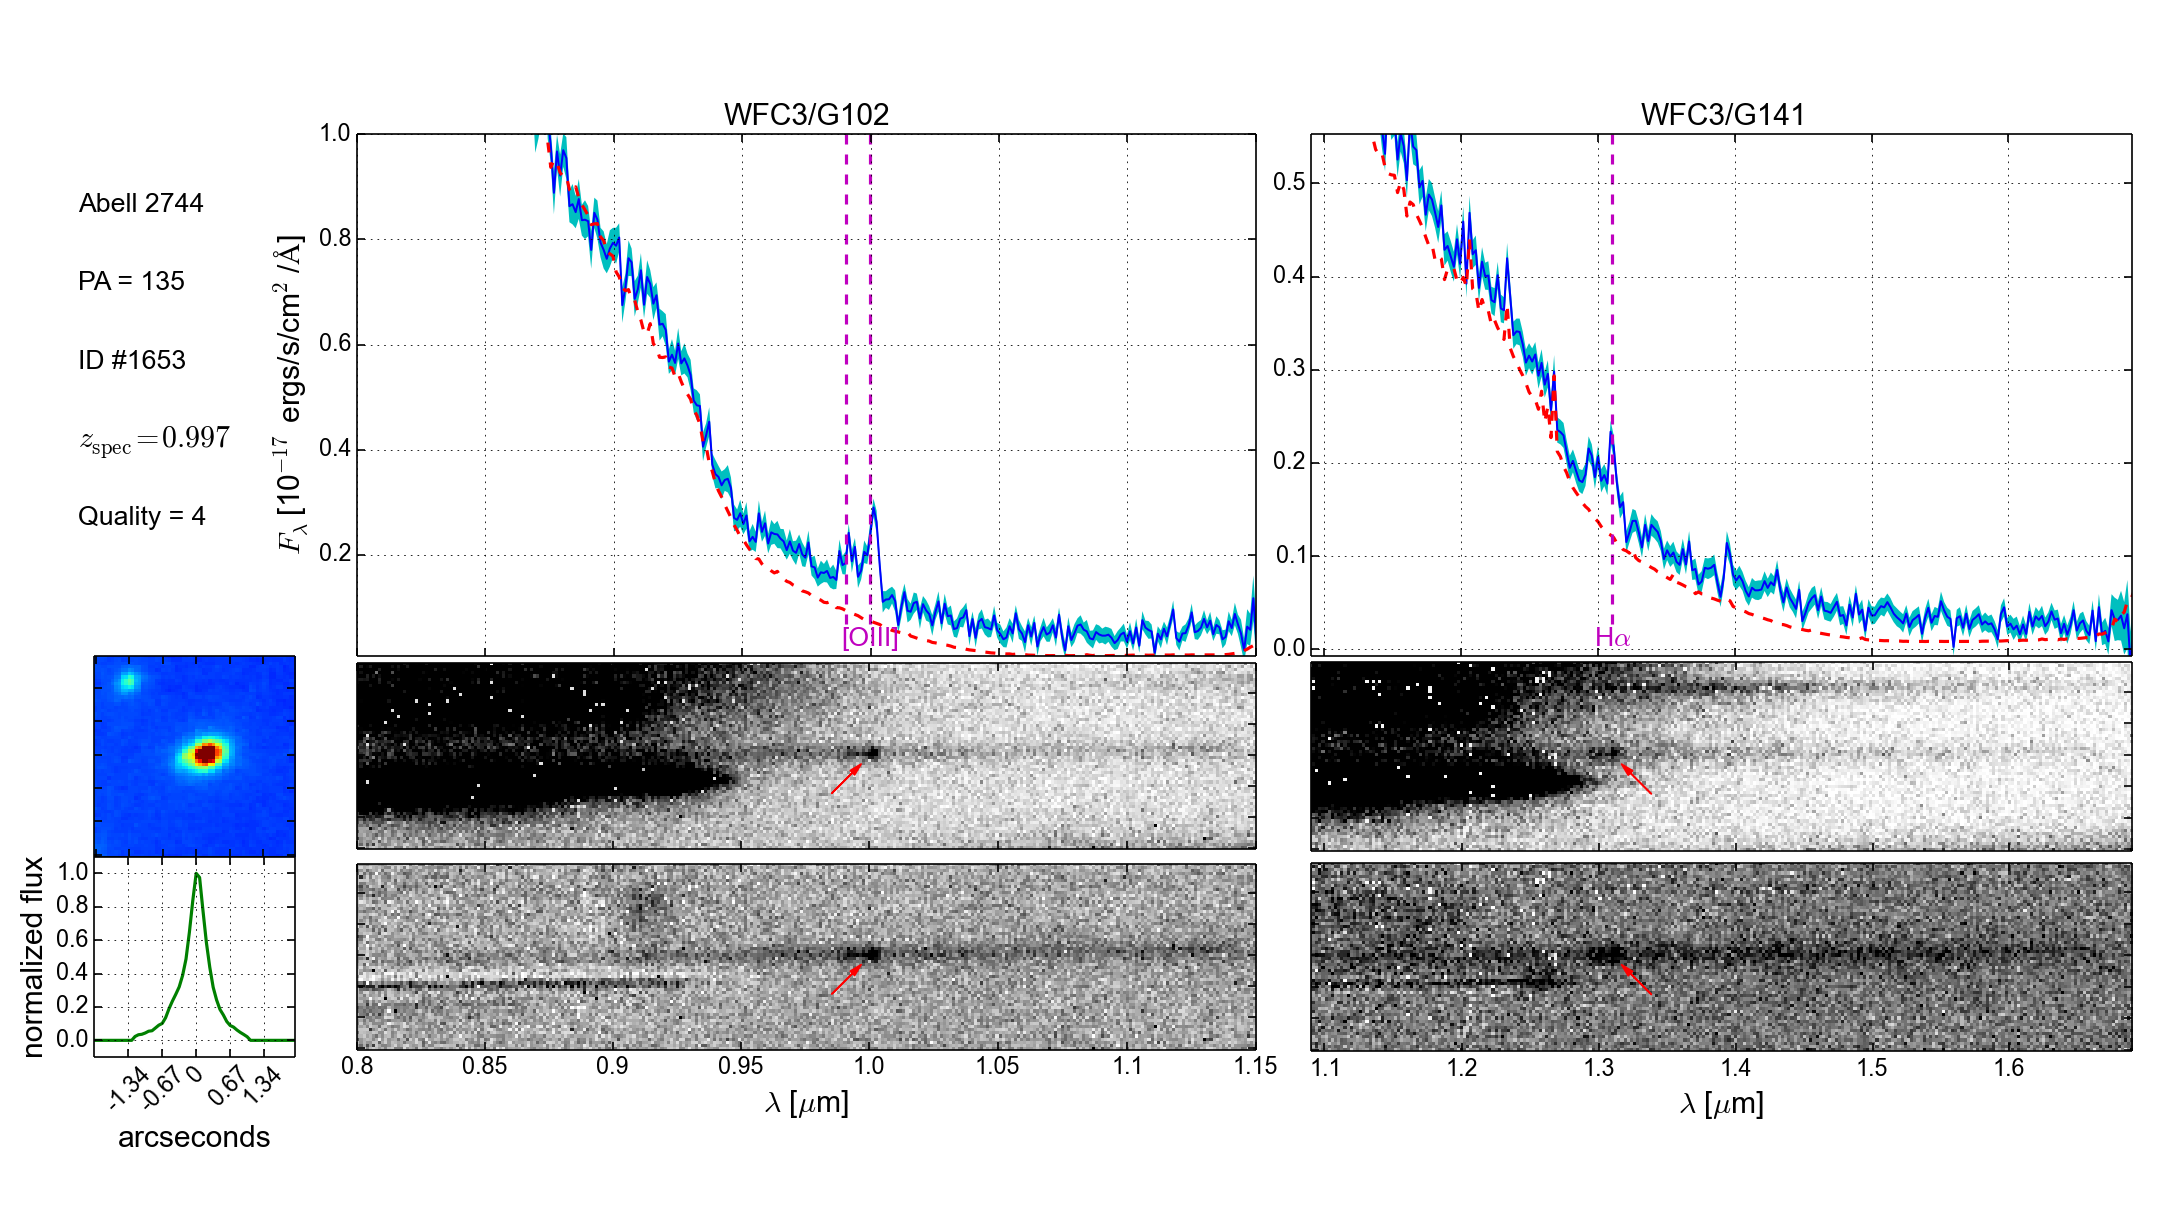 WFC3/G102
WFC3/G141
Abell 2744
PA = 135
ID #1653
z_spec = 0.997
Quality = 4
F_λ [10^−17 ergs/s/cm^2 /Å]
1.0
0.8
0.6
0.4
0.2
[OIII]
0.5
0.4
0.3
0.2
0.1
0.0
Hα
normalized flux
1.0
0.8
0.6
0.4
0.2
0.0
-1.34
-0.67
0
0.67
1.34
arcseconds
0.8
0.85
0.9
0.95
1.0
1.05
1.1
1.15
λ [μm]
1.1
1.2
1.3
1.4
1.5
1.6
λ [μm]